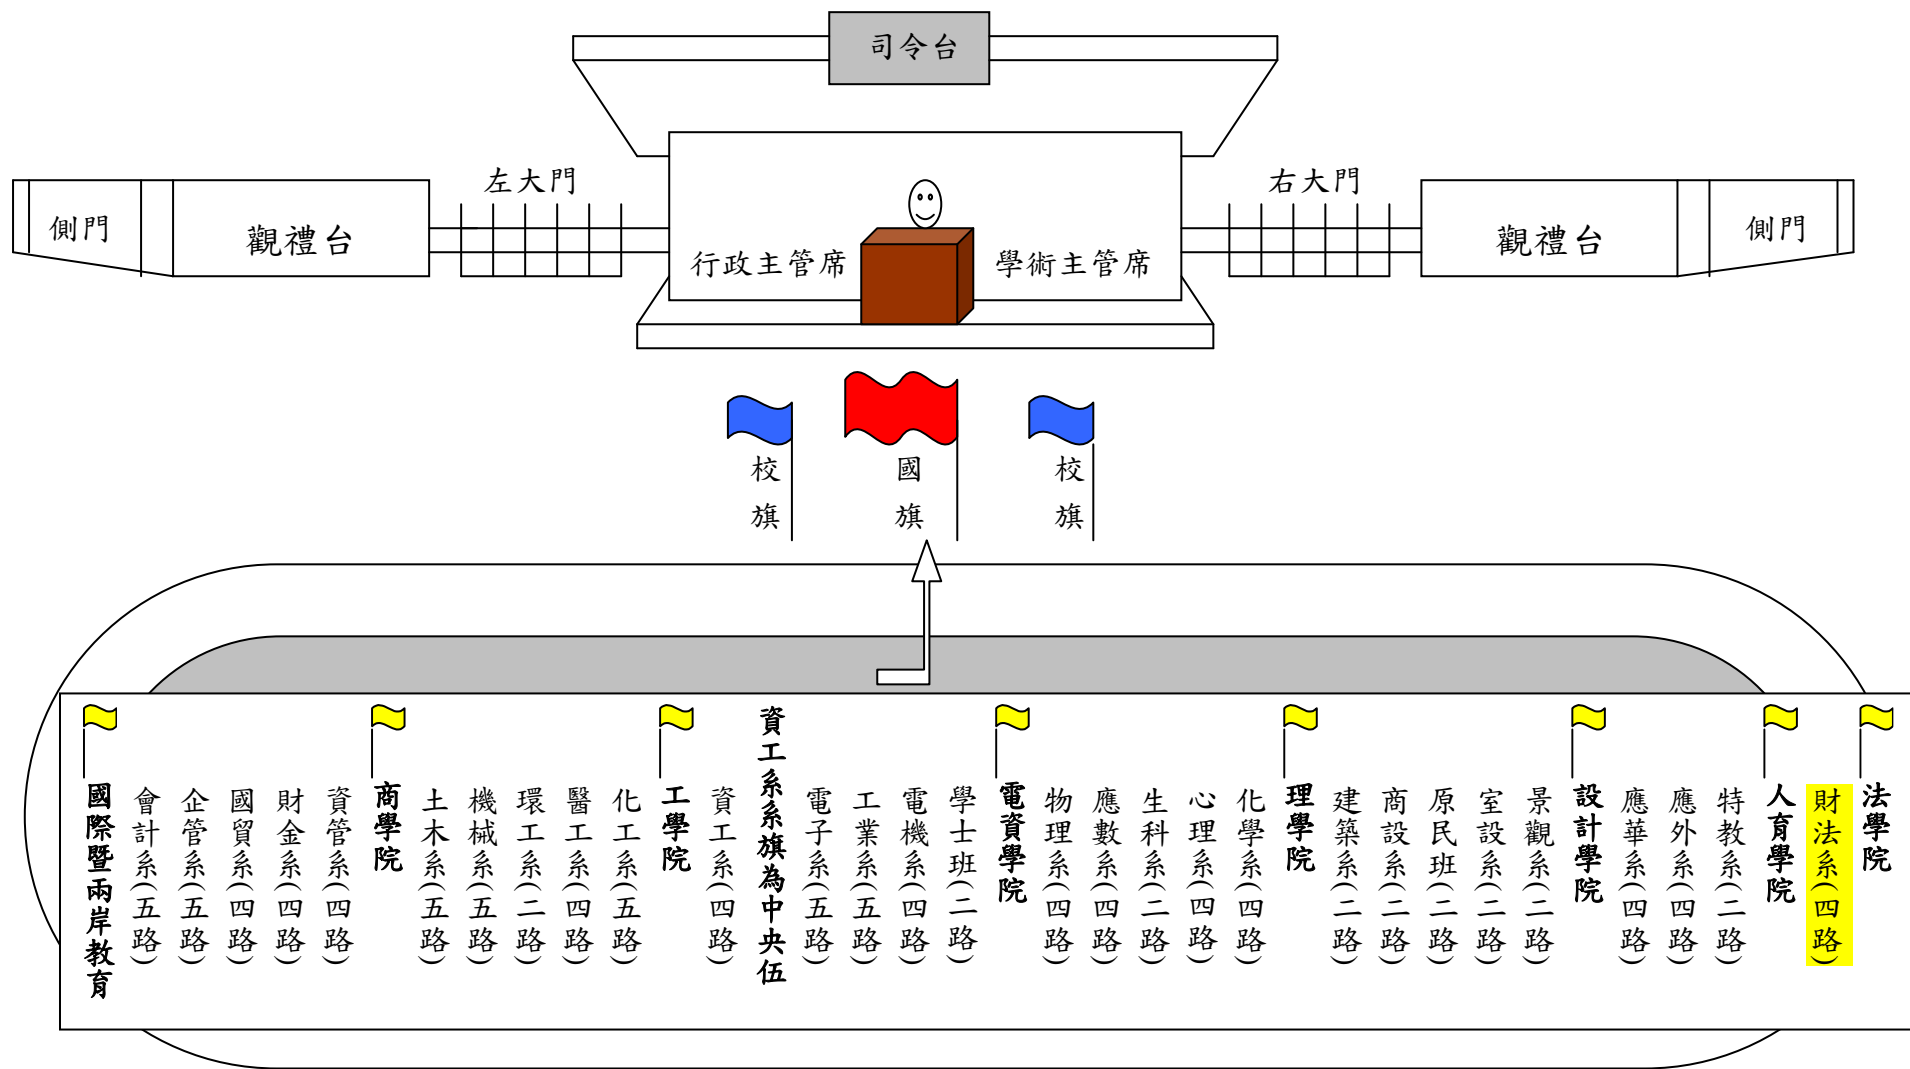 司令台
左大門
右大門
側門
觀禮台
行政主管席
學術主管席
觀禮台
側門
校旗
國旗
校旗
國際暨兩岸教育
會計系(五路)
企管系(五路)
國貿系(四路)
財金系(四路)
資管系(四路)
商學院
土木系(五路)
機械系(五路)
環工系(二路)
醫工系(四路)
化工系(五路)
工學院
資工系(四路)
資工系系旗為中央伍
電子系(五路)
工業系(五路)
電機系(四路)
學士班(二路)
電資學院
物理系(四路)
應數系(四路)
生科系(二路)
心理系(四路)
化學系(四路)
理學院
建築系(二路)
商設系(二路)
原民班(二路)
室設系(二路)
景觀系(二路)
設計學院
應華系(四路)
應外系(四路)
特教系(二路)
人育學院
財法系(四路)
法學院